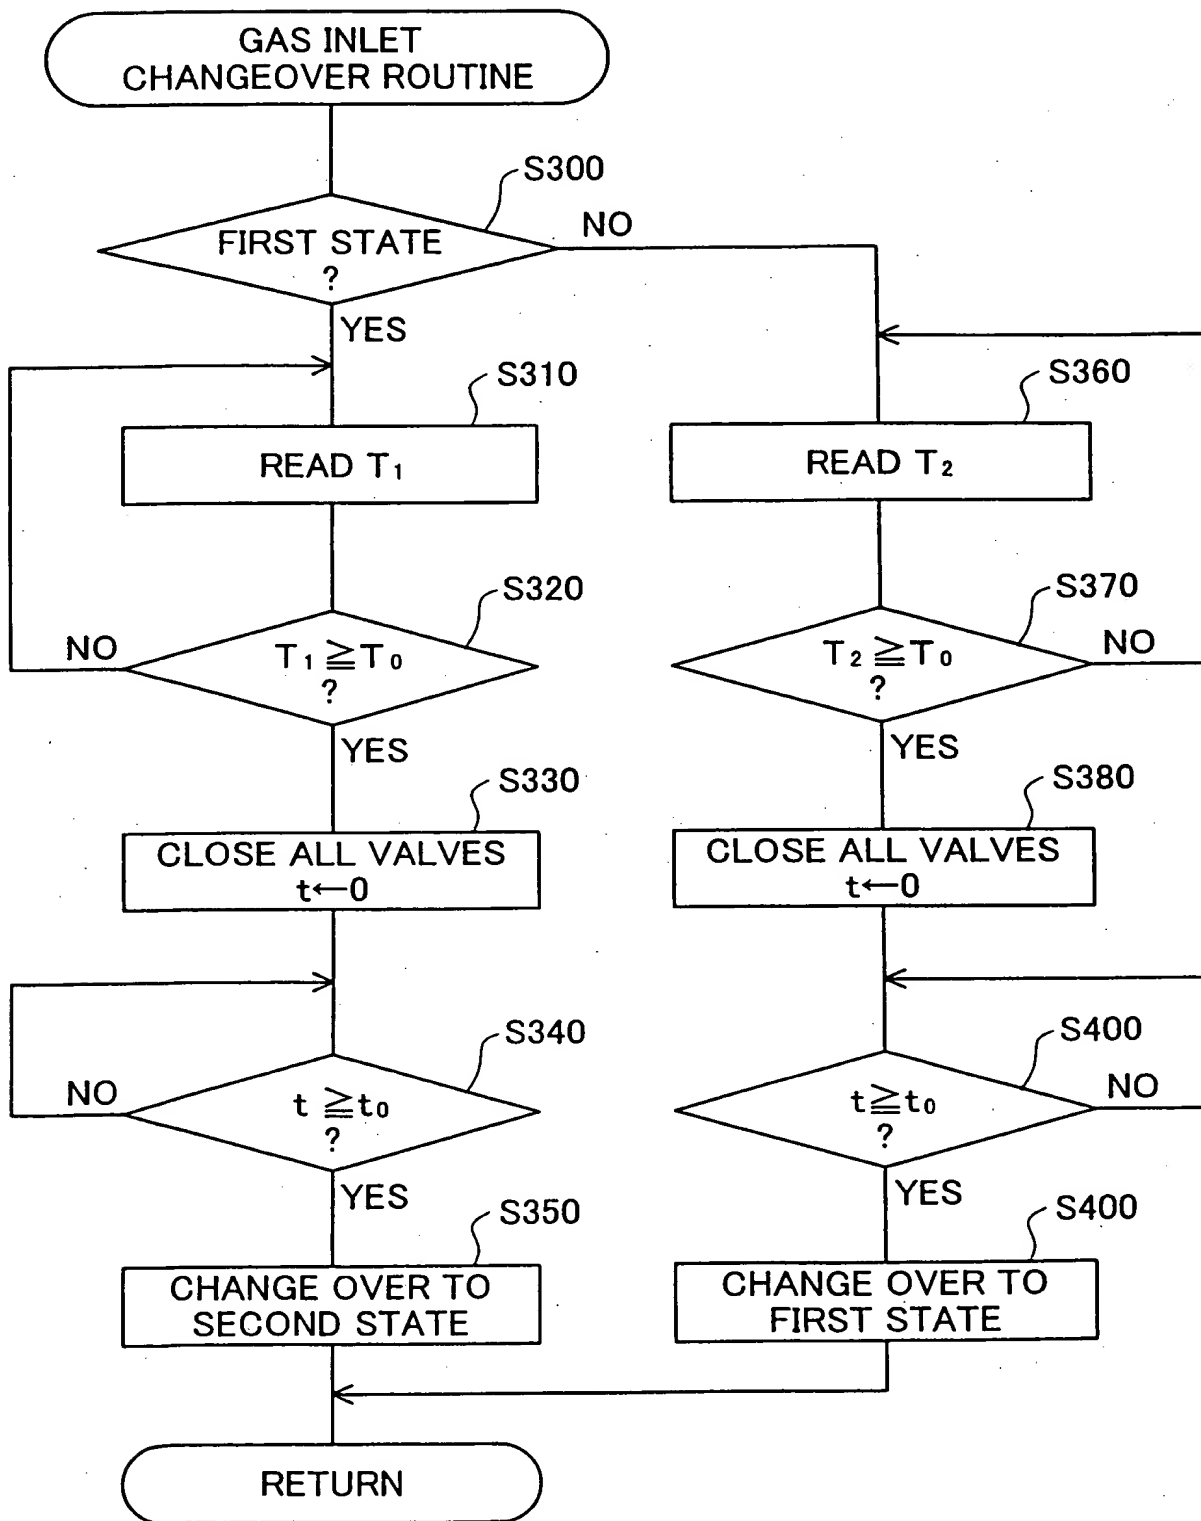 GAS INLET
CHANGEOVER ROUTINE
S300
FIRST STATE
?
NO
YES
S310
READ T₁
S320
T₁ ≧ T₀
?
NO
YES
S330
CLOSE ALL VALVES
t←0
S340
t ≧ t₀
?
NO
YES
S350
CHANGE OVER TO
SECOND STATE
S360
READ T₂
S370
T₂ ≧ T₀
?
NO
YES
S380
CLOSE ALL VALVES
t←0
S400
t ≧ t₀
?
NO
YES
S400
CHANGE OVER TO
FIRST STATE
RETURN